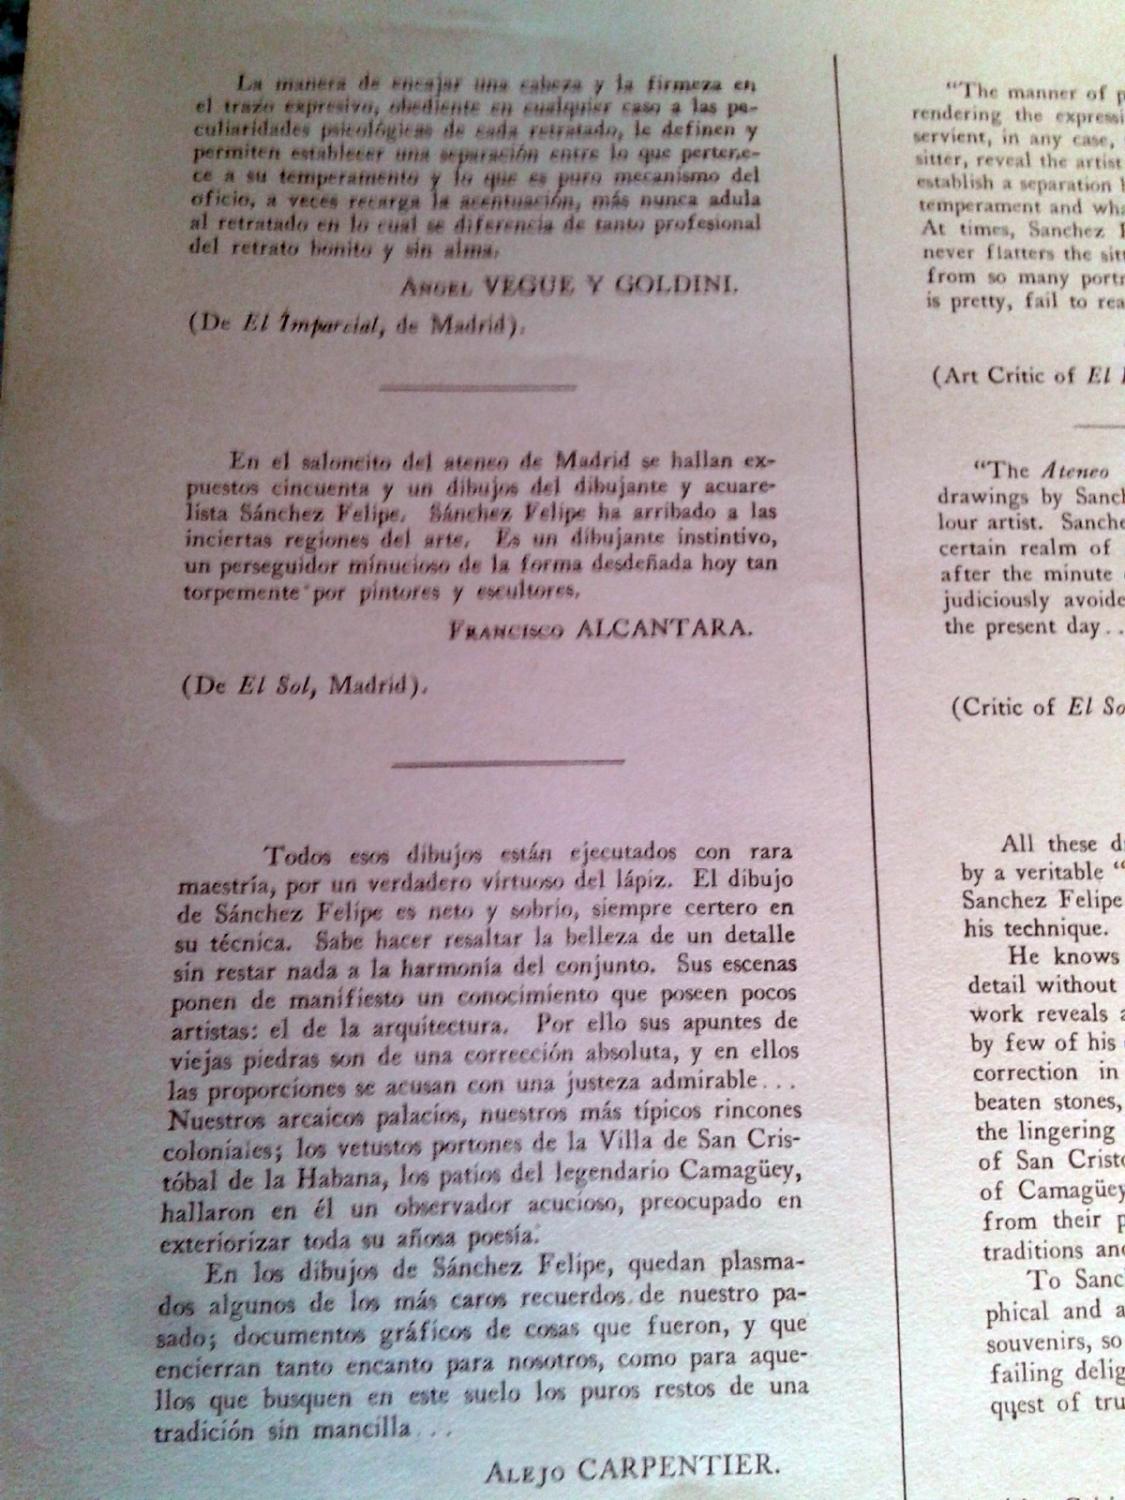 La manera de encajar una cabeza y la firmeza en
el trazo expresivo, obediente en cualquier caso a las pe-
culiaridades psicológicas de cada retratado, le definen y
permiten establecer una separación entre lo que pertene-
ce a su temperamento y lo que es puro mecanismo del
oficio, a veces recarga la acentuación, más nunca adula
al retratado en lo cual se diferencia de tanto profesional
del retrato bonito y sin alma.
Angel VEGUE Y GOLDINI.
(De El Imparcial, de Madrid).
En el saloncito del ateneo de Madrid se hallan ex-
puestos cincuenta y un dibujos del dibujante y acuare-
lista Sánchez Felipe. Sánchez Felipe ha arribado a las
inciertas regiones del arte. Es un dibujante instintivo,
un perseguidor minucioso de la forma desdeñada hoy tan
torpemente por pintores y escultores.
Francisco ALCANTARA.
(De El Sol, Madrid).
Todos esos dibujos están ejecutados con rara
maestría, por un verdadero virtuoso del lápiz. El dibujo
de Sánchez Felipe es neto y sobrio, siempre certero en
su técnica. Sabe hacer resaltar la belleza de un detalle
sin restar nada a la harmonía del conjunto. Sus escenas
ponen de manifiesto un conocimiento que poseen pocos
artistas: el de la arquitectura. Por ello sus apuntes de
viejas piedras son de una corrección absoluta, y en ellos
las proporciones se acusan con una justeza admirable...
Nuestros arcaicos palacios, nuestros más típicos rincones
coloniales; los vetustos portones de la Villa de San Cris-
tóbal de la Habana, los patios del legendario Camagüey,
hallaron en él un observador acucioso, preocupado en
exteriorizar toda su añosa poesía.
En los dibujos de Sánchez Felipe, quedan plasma-
dos algunos de los más caros recuerdos de nuestro pa-
sado; documentos gráficos de cosas que fueron, y que
encierran tanto encanto para nosotros, como para aque-
llos que busquen en este suelo los puros restos de una
tradición sin mancilla...
Alejo CARPENTIER.
"The manner of
rendering the
servient, in any case,
sitter, reveal the artist
establish a separation
temperament and
At times, Sanchez
never flatters the
from so many
is pretty, fail to
(Art Critic of El
"The Ateneo
drawings by
lour artist.
certain realm of
after the minute
judiciously
the present day..
(Critic of El
All these
by a veritable "
Sanchez Felipe
his technique.
He knows
detail without
work reveals
by few of his
correction in
beaten stones,
the lingering
of San
of Camagüey
from their
traditions
To
phical and
souvenirs, so
failing
quest of